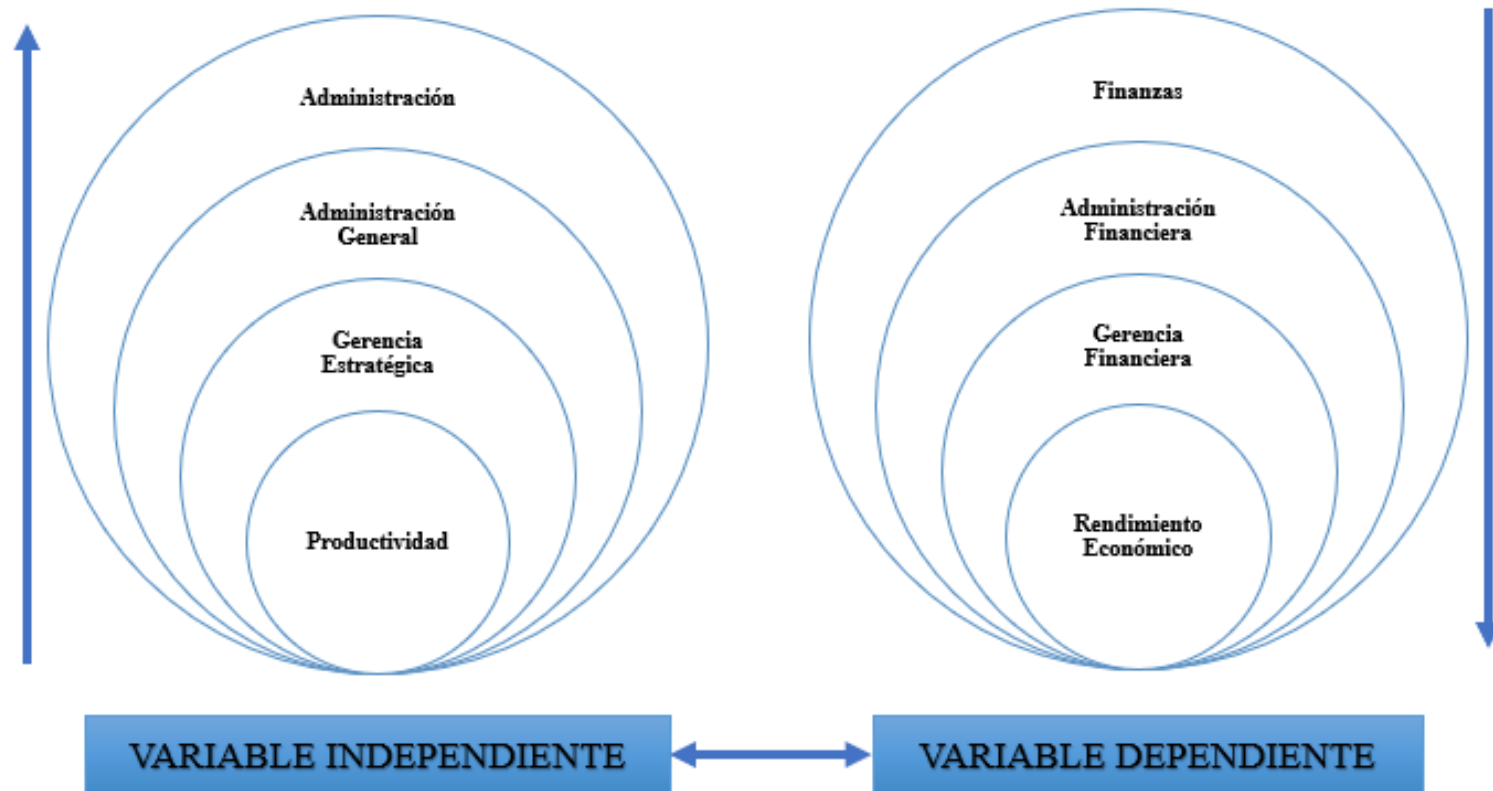 Administración
Administración
General
Gerencia
Estratégica
Productividad
Finanzas
Administración
Financiera
Gerencia
Financiera
Rendimiento
Económico
VARIABLE INDEPENDIENTE
VARIABLE DEPENDIENTE